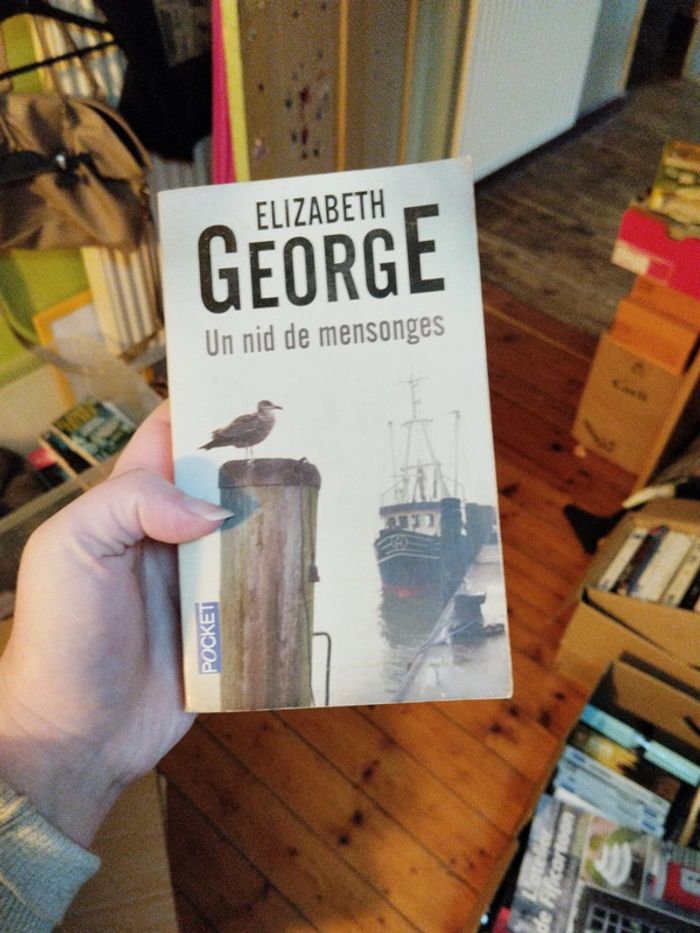 ELIZABETH
GEORGE
Un nid de mensonges
POCKET